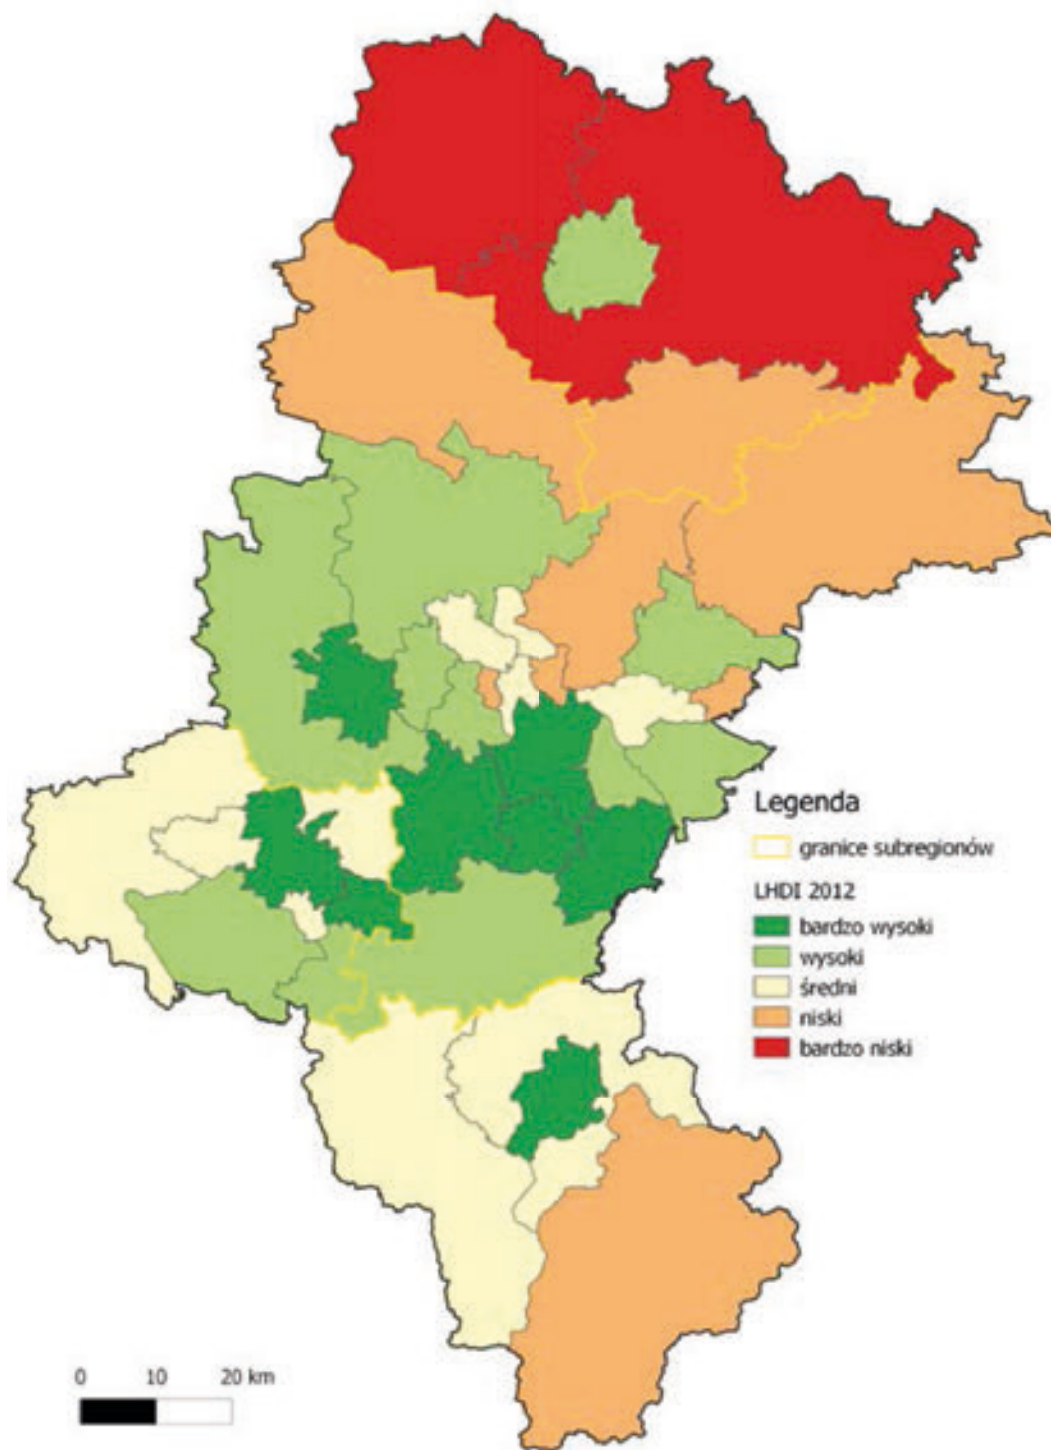 Legenda
granice subregionów
LHDI 2012
bardzo wysoki
wysoki
średni
niski
bardzo niski
0 10 20 km